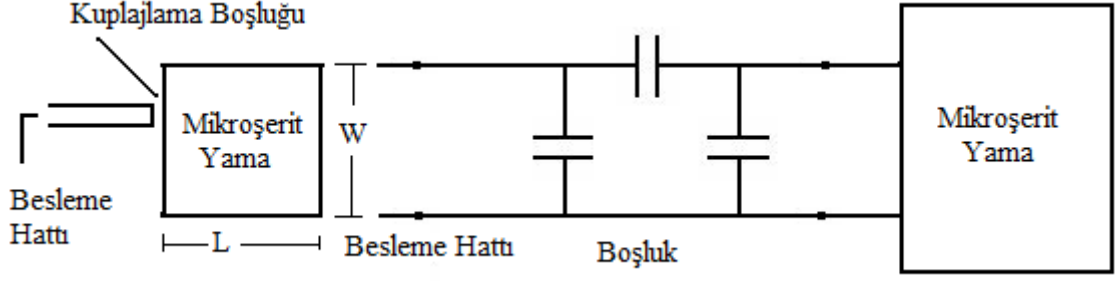 Kuplajlama Boşluğu
Mikroşerit
Yama
W
Besleme
Hattı
L
Besleme Hattı
Boşluk
Mikroşerit
Yama